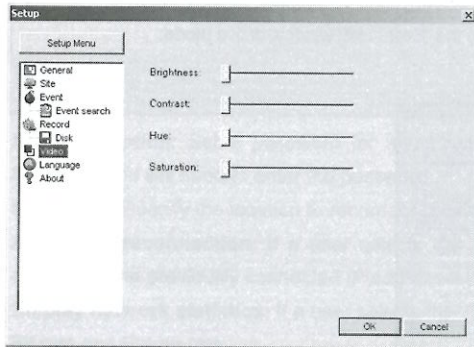 Setup
x
Setup Menu
General
Site
Event
Event search
Record
Disk
Video
Language
About
Brightness:
Contrast:
Hue:
Saturation:
OK
Cancel